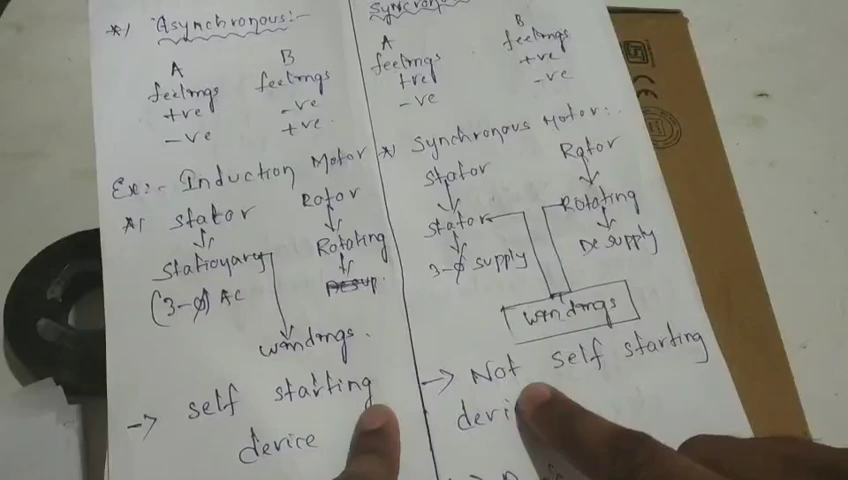 *) Asynchronous:-
A B
feelings feelings
+ve -ve
-ve +ve
Ex:- Induction Motor
*) stator Rotor
stationary Rotating
(3-ϕ) AC
windings.
-> self starting
device
A B
feelings feelings
+ve +ve
-ve -ve
* Synchronous Motor:-
Stator Rotor
stator Rotating
3-ϕ supply DC supply
windings
-> Not self starting